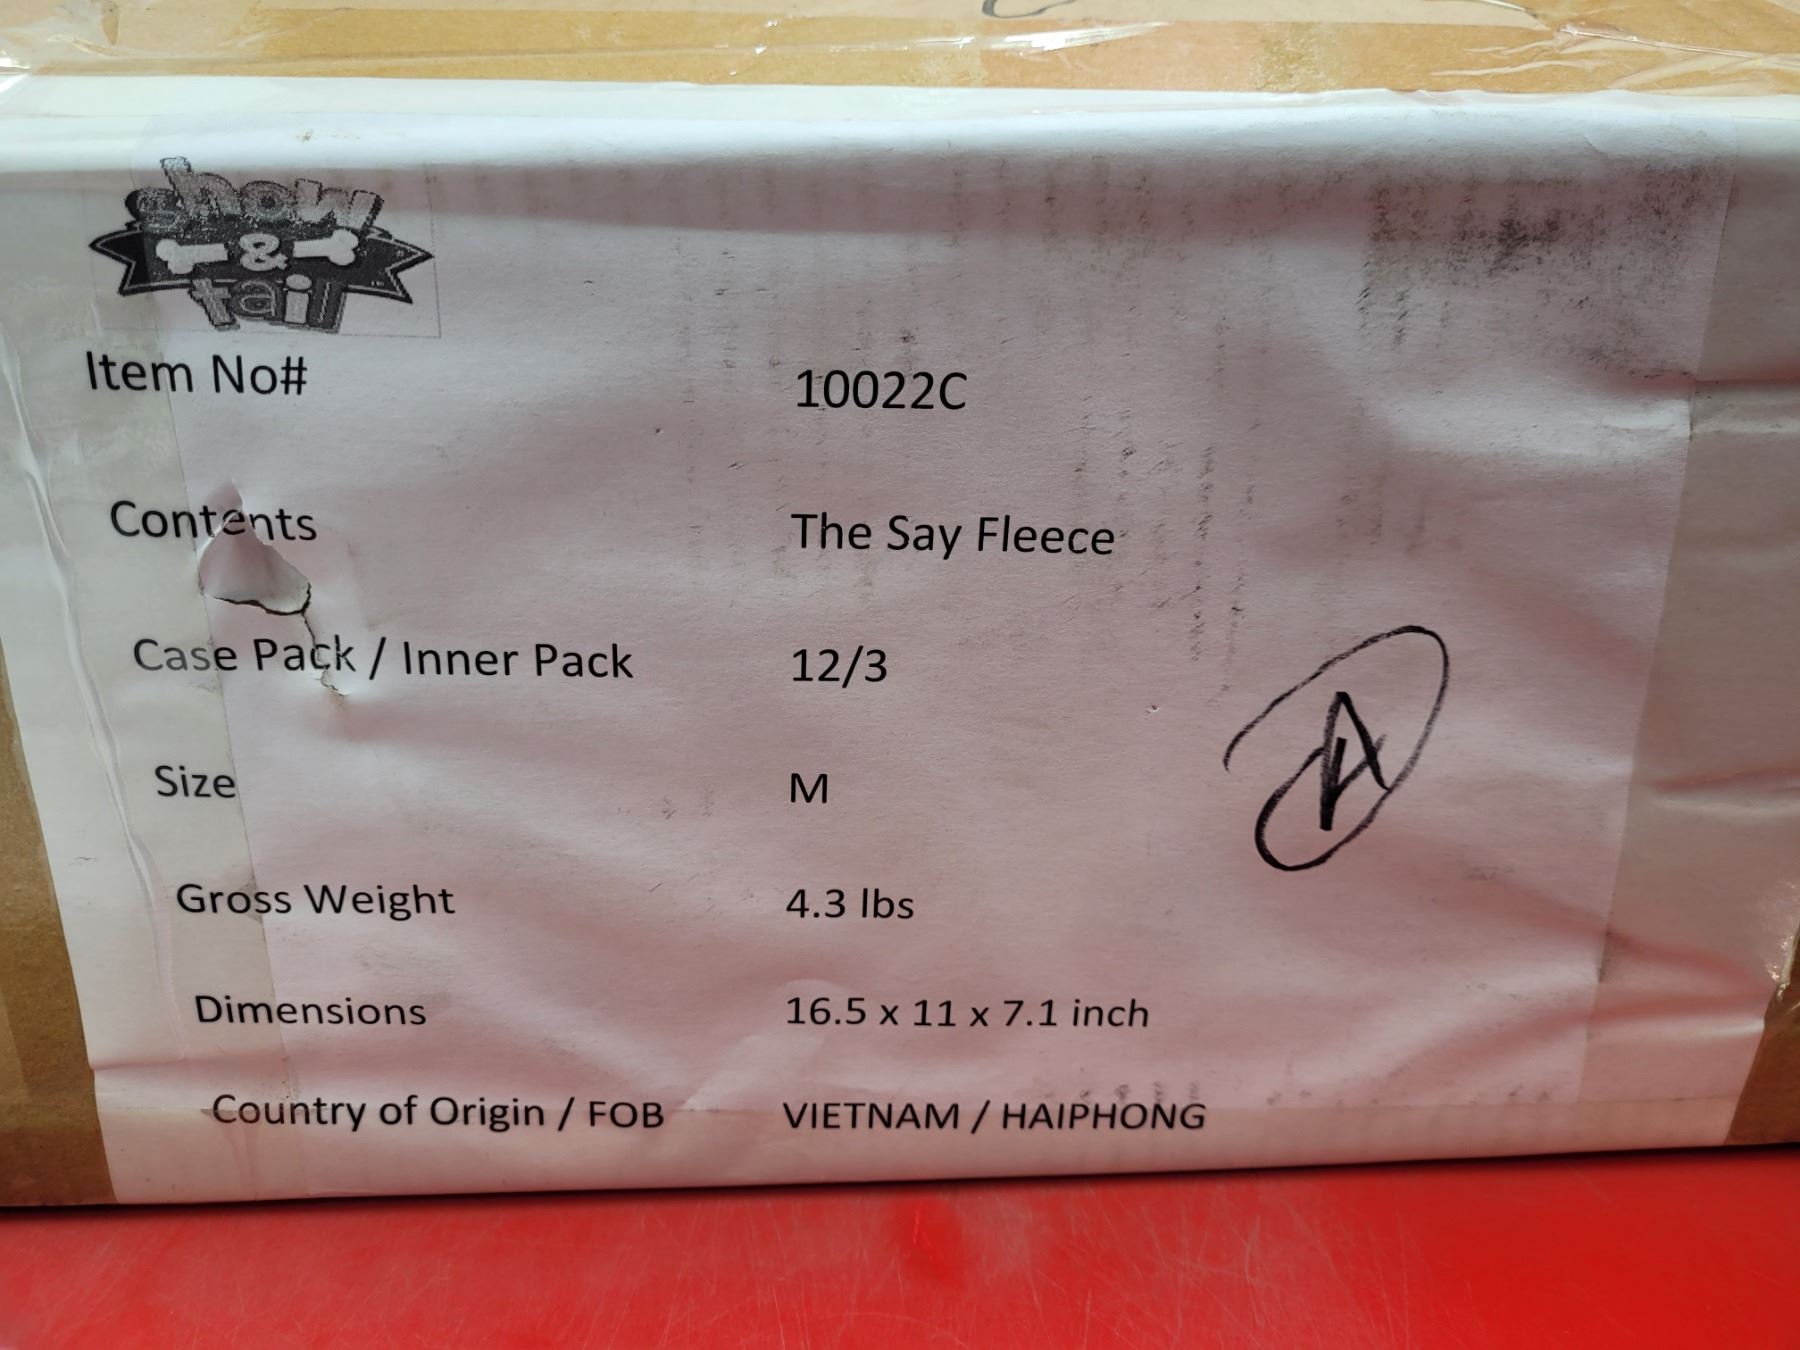 show
&
tail
Item No# 10022C
Contents The Say Fleece
Case Pack / Inner Pack 12/3
Size M
A
Gross Weight 4.3 lbs
Dimensions 16.5 x 11 x 7.1 inch
Country of Origin / FOB VIETNAM / HAIPHONG